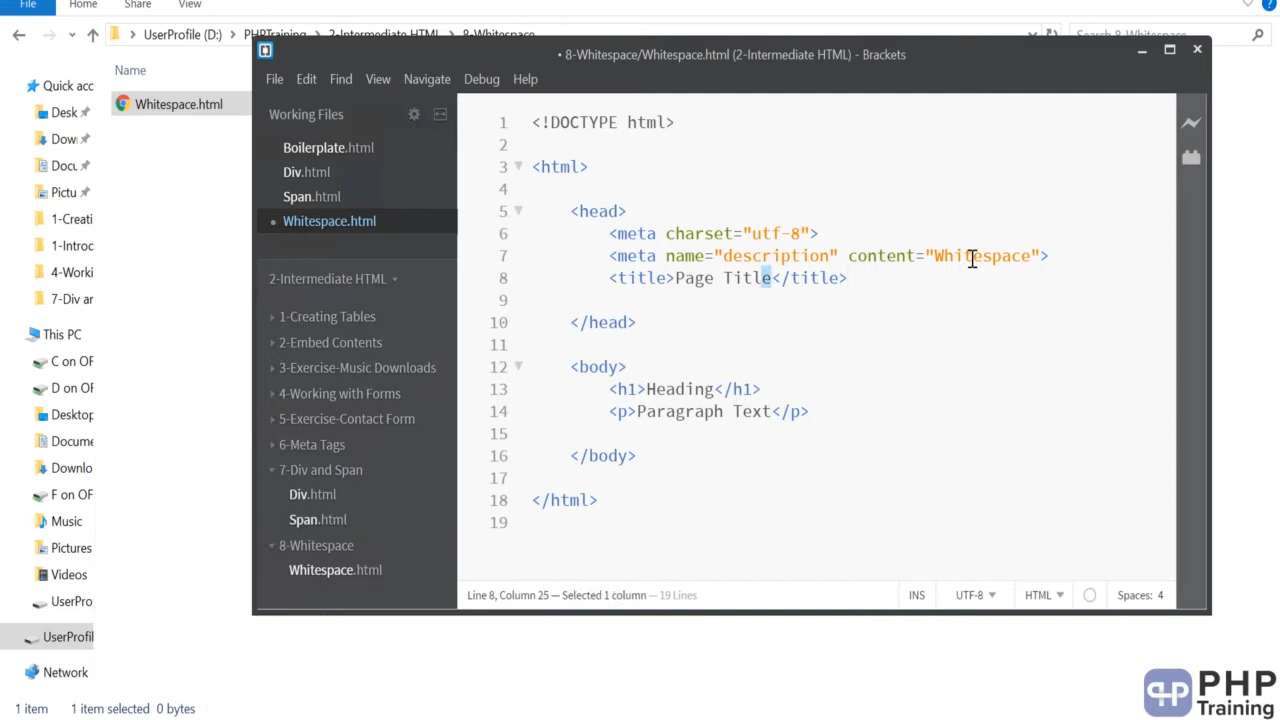 File Home Share View
UserProfile (D:) PHPTraining 2-Intermediate HTML 8-Whitespace Search 8-Whitespace
• 8-Whitespace/Whitespace.html (2-Intermediate HTML) - Brackets
File Edit Find View Navigate Debug Help
Name
Whitespace.html
Quick acc
Desk
Down
Docu
Pictu
1-Creati
1-Introc
4-Workir
7-Div an
This PC
C on OF
D on OF
Desktop
Docume
Downlo
F on OF
Music
Pictures
Videos
UserPro
UserProfil
Network
Working Files
Boilerplate.html
Div.html
Span.html
• Whitespace.html
2-Intermediate HTML
1-Creating Tables
2-Embed Contents
3-Exercise-Music Downloads
4-Working with Forms
5-Exercise-Contact Form
6-Meta Tags
7-Div and Span
Div.html
Span.html
8-Whitespace
Whitespace.html
1 <!DOCTYPE html>
2
3 <html>
4
5 <head>
6 <meta charset="utf-8">
7 <meta name="description" content="Whitespace">
8 <title>Page Title</title>
9
10 </head>
11
12 <body>
13 <h1>Heading</h1>
14 <p>Paragraph Text</p>
15
16 </body>
17
18 </html>
19
Line 8, Column 25 — Selected 1 column — 19 Lines INS UTF-8 HTML Spaces: 4
1 item 1 item selected 0 bytes
PHP
Training